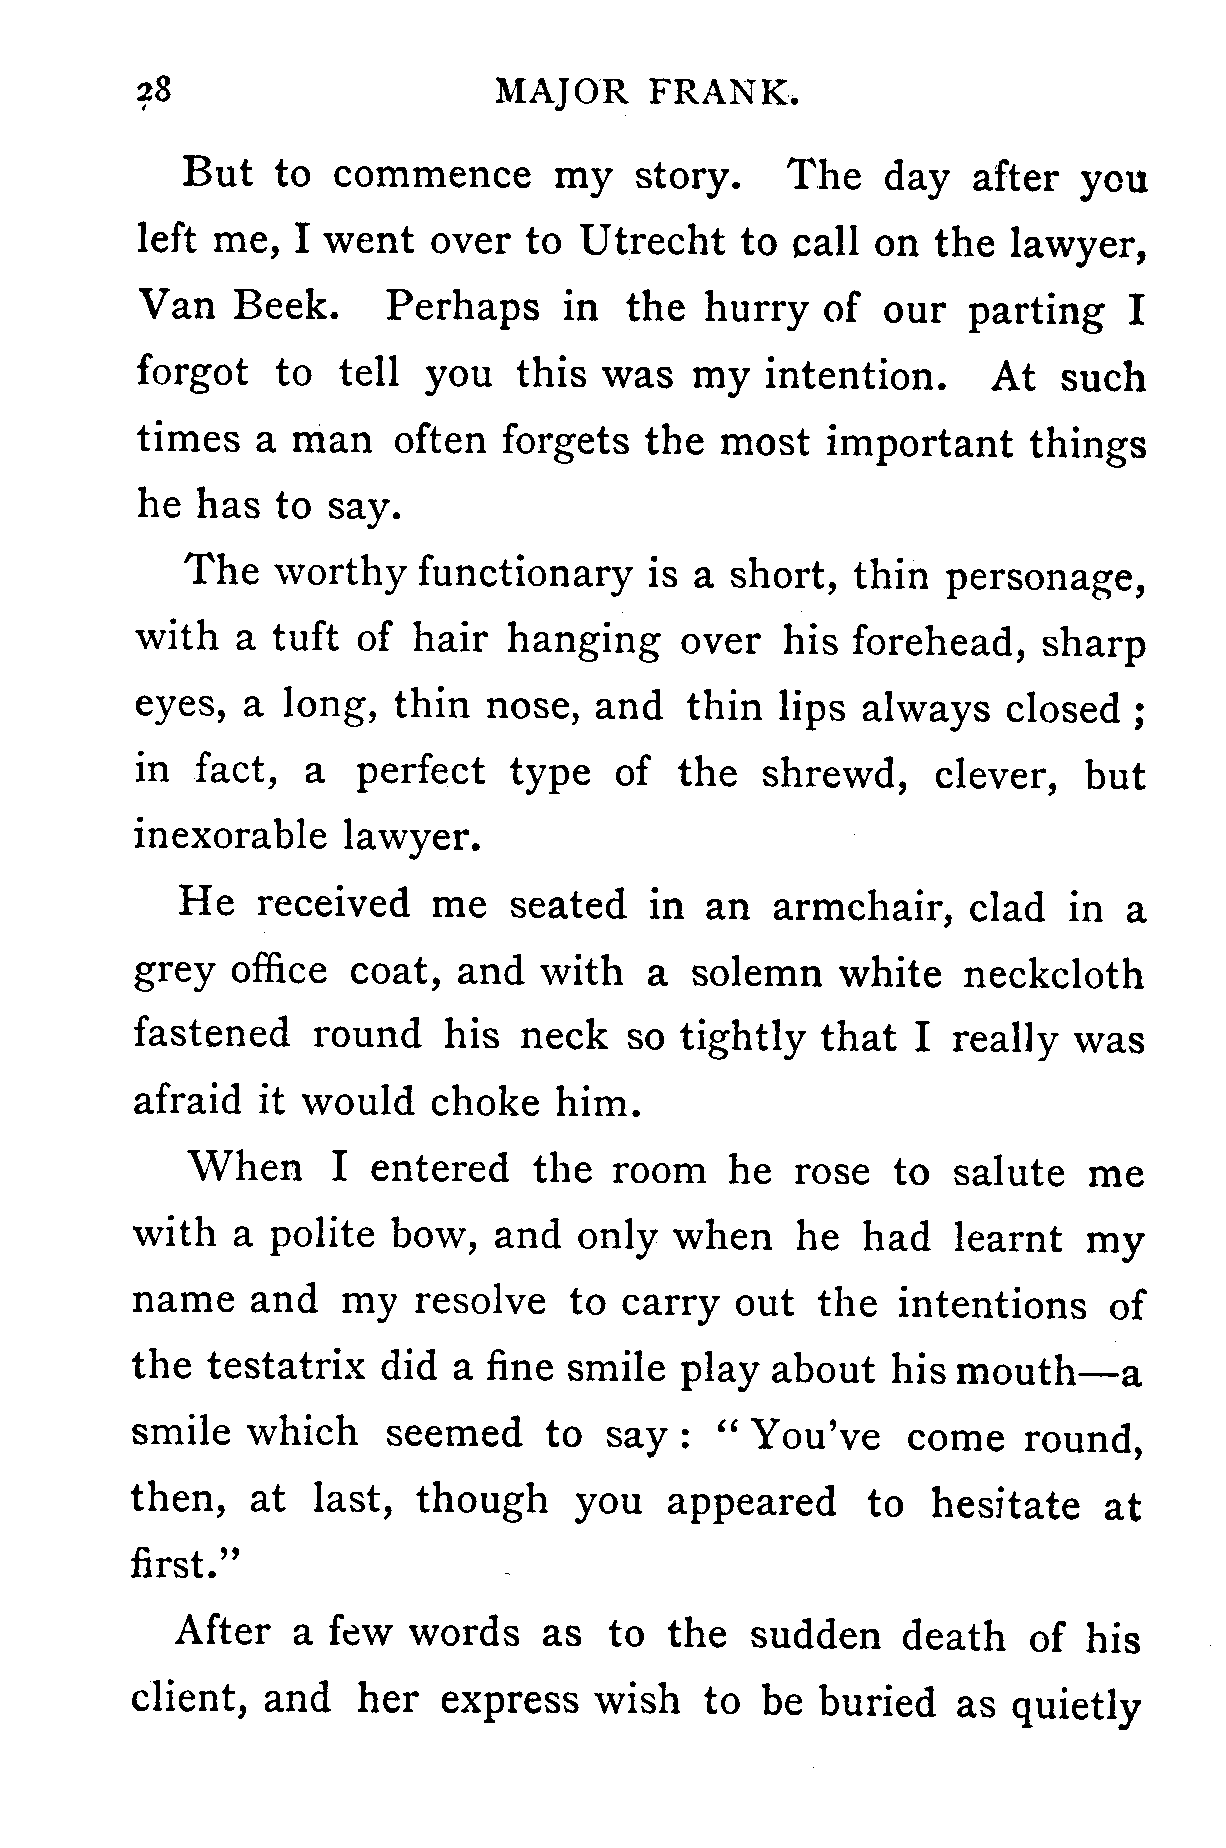 28 MAJOR FRANK.
But to commence my story. The day after you
left me, I went over to Utrecht to call on the lawyer,
Van Beek. Perhaps in the hurry of our parting I
forgot to tell you this was my intention. At such
times a man often forgets the most important things
he has to say.
The worthy functionary is a short, thin personage,
with a tuft of hair hanging over his forehead, sharp
eyes, a long, thin nose, and thin lips always closed ;
in fact, a perfect type of the shrewd, clever, but
inexorable lawyer.
He received me seated in an armchair, clad in a
grey office coat, and with a solemn white neckcloth
fastened round his neck so tightly that I really was
afraid it would choke him.
When I entered the room he rose to salute me
with a polite bow, and only when he had learnt my
name and my resolve to carry out the intentions of
the testatrix did a fine smile play about his mouth—a
smile which seemed to say : “ You’ve come round,
then, at last, though you appeared to hesitate at
first.”
After a few words as to the sudden death of his
client, and her express wish to be buried as quietly